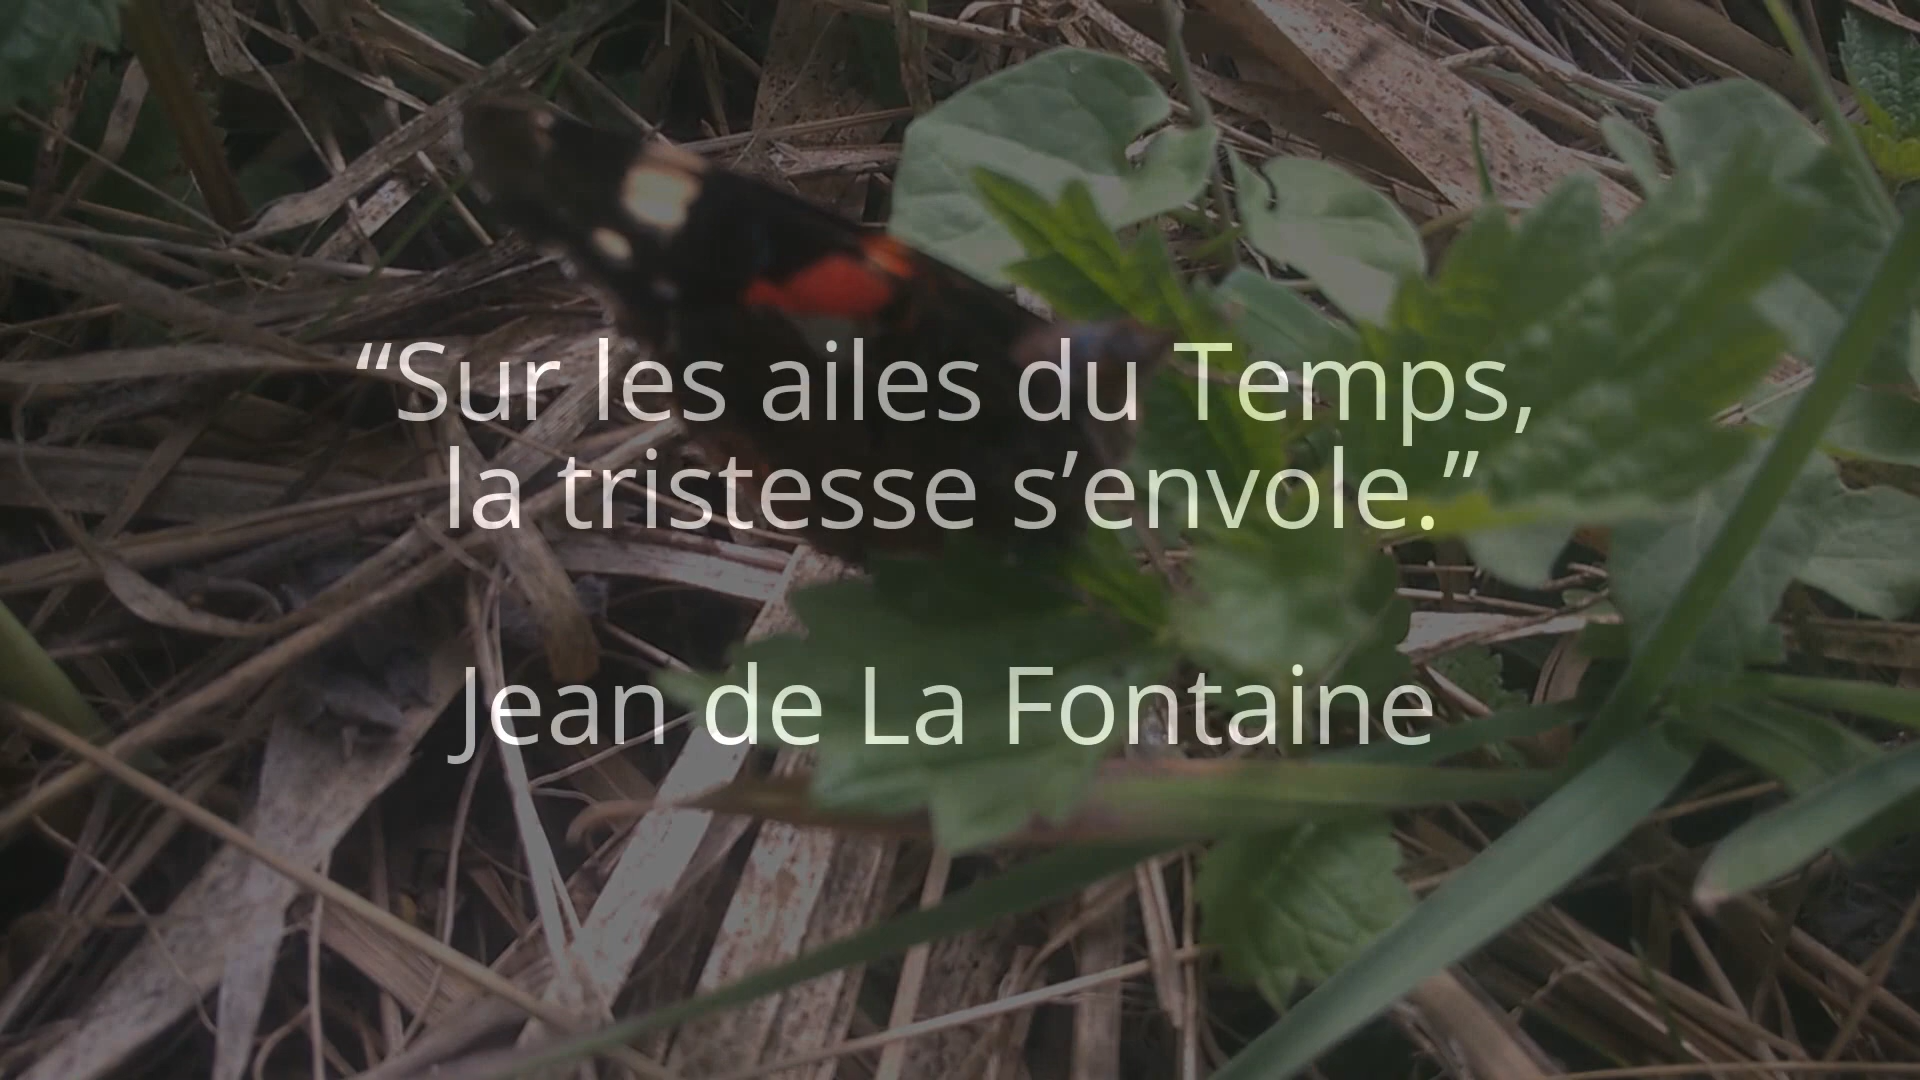 “Sur les ailes du Temps,
la tristesse s’envole.”
Jean de La Fontaine